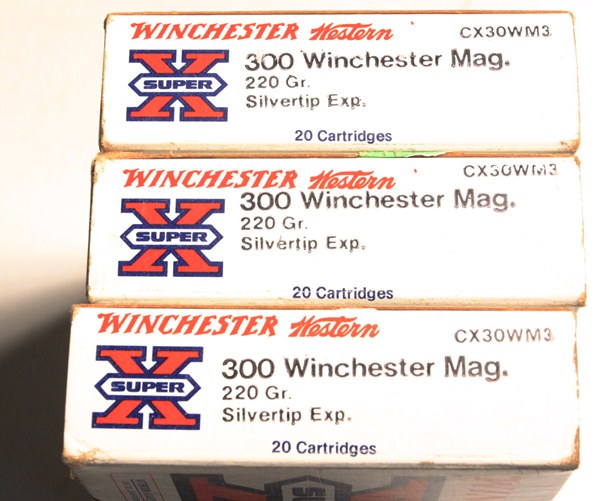 WINCHESTER Western CX30WM3
SUPER X
300 Winchester Mag.
220 Gr.
Silvertip Exp.
20 Cartridges
WINCHESTER Western CX30WM3
SUPER X
300 Winchester Mag.
220 Gr.
Silvertip Exp.
20 Cartridges
WINCHESTER Western CX30WM3
SUPER X
300 Winchester Mag.
220 Gr.
Silvertip Exp.
20 Cartridges